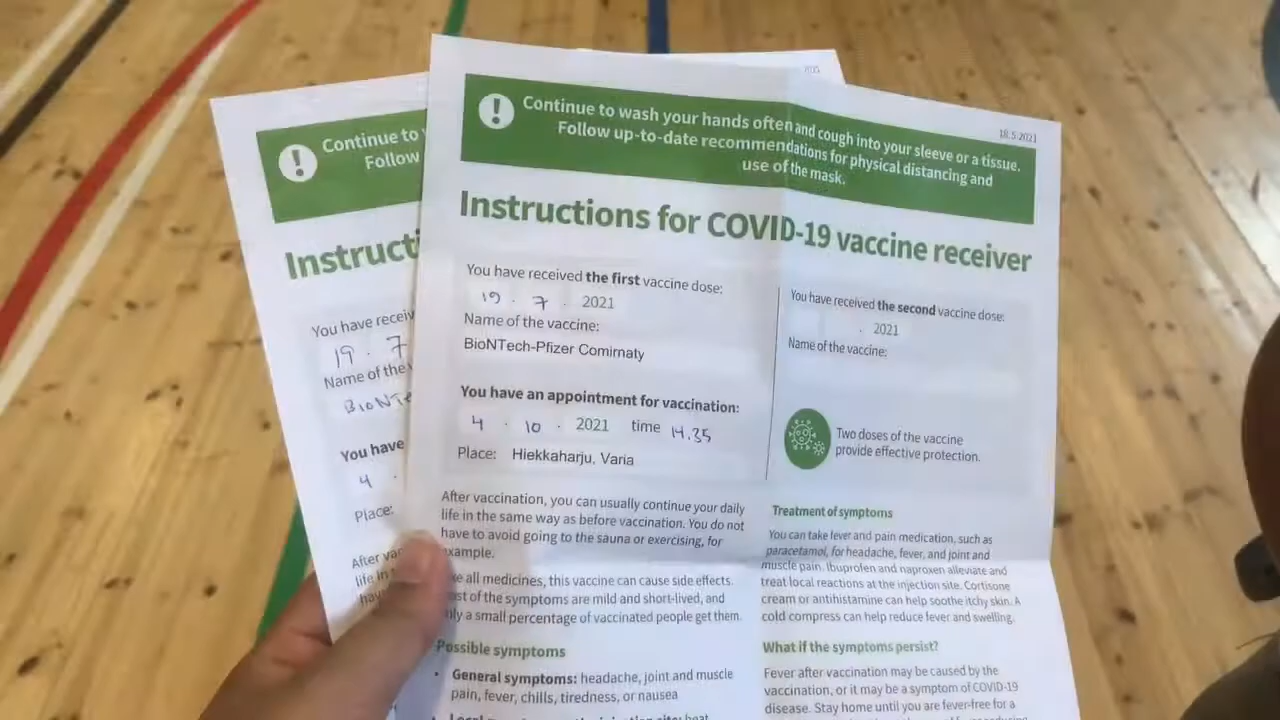 Continue to
Follow
Instructi
You have receiv
19 . 7
Name of the
BioNTe
You have
4 .
Place:
After vac
life in t
hav
18.5.2021
! Continue to wash your hands often and cough into your sleeve or a tissue.
Follow up-to-date recommendations for physical distancing and
use of the mask.
Instructions for COVID-19 vaccine receiver
You have received the first vaccine dose:
19 . 7 . 2021
Name of the vaccine:
BioNTech-Pfizer Comirnaty
You have an appointment for vaccination:
4 . 10 . 2021 time 14.35
Place: Hiekkaharju, Varia
You have received the second vaccine dose:
. 2021
Name of the vaccine:
Two doses of the vaccine
provide effective protection.
After vaccination, you can usually continue your daily
life in the same way as before vaccination. You do not
have to avoid going to the sauna or exercising, for
example.
ke all medicines, this vaccine can cause side effects.
ost of the symptoms are mild and short-lived, and
nly a small percentage of vaccinated people get them.
Possible symptoms
• General symptoms: headache, joint and muscle
pain, fever, chills, tiredness, or nausea
Treatment of symptoms
You can take fever and pain medication, such as
paracetamol, for headache, fever, and joint and
muscle pain. Ibuprofen and naproxen alleviate and
treat local reactions at the injection site. Cortisone
cream or antihistamine can help soothe itchy skin. A
cold compress can help reduce fever and swelling.
What if the symptoms persist?
Fever after vaccination may be caused by the
vaccination, or it may be a symptom of COVID-19
disease. Stay home until you are fever-free for a